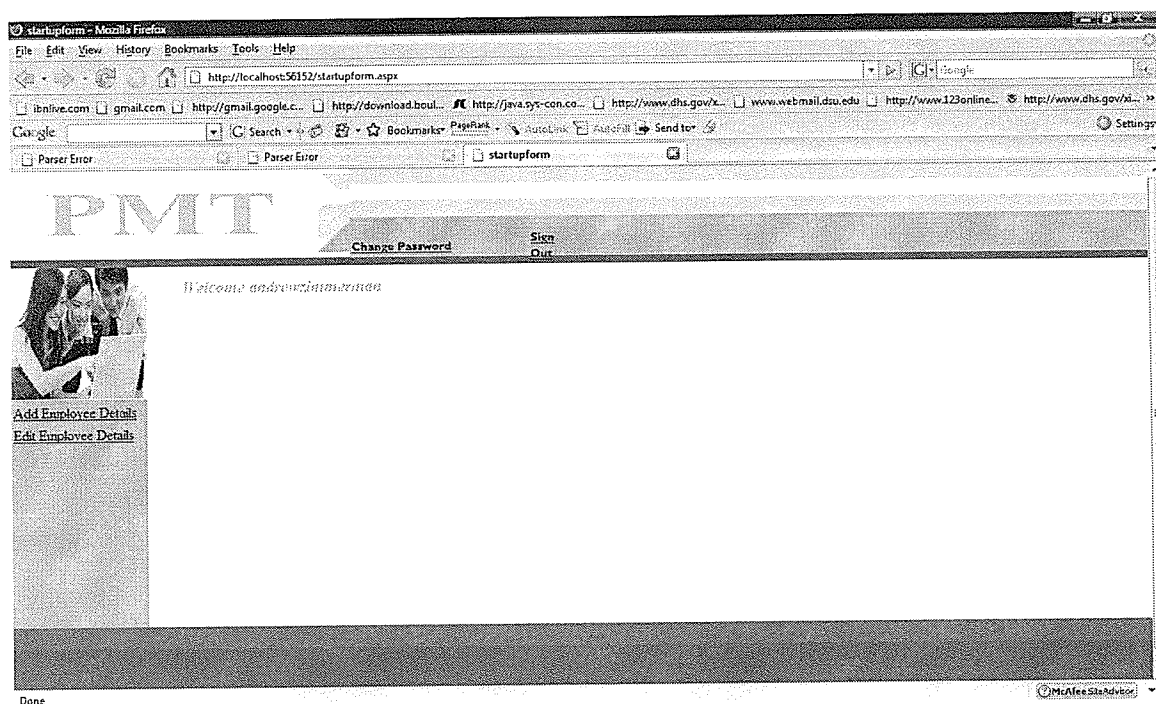 startupform - Mozilla Firefox
File Edit View History Bookmarks Tools Help
http://localhost:56152/startupform.aspx
G Google
ibnlive.com gmail.com http://gmail.google.c... http://download.boul... http://java.sys-con.co... http://www.dhs.gov/x... www.webmail.dsu.edu http://www.123online... http://www.dhs.gov/xi... »
Google G Search Bookmarks PageRank AutoLink AutoFill Send to Settings
Parser Error Parser Error startupform
PMT
Change Password Sign Out
Welcome andrewzimmerman
Add Employee Details
Edit Employee Details
Done McAfee SiteAdvisor